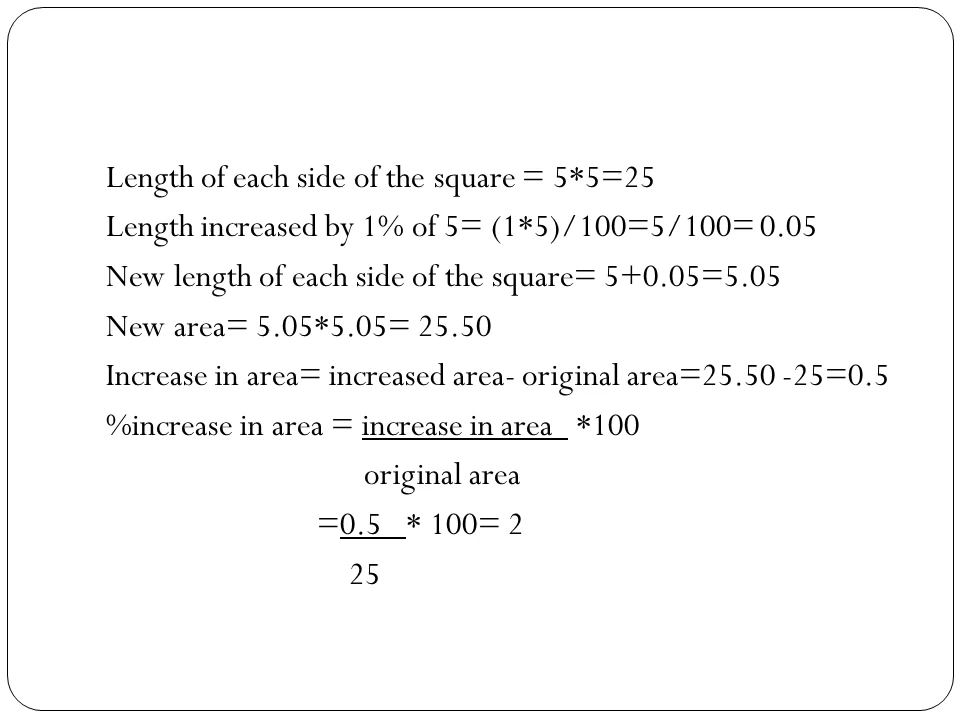 Length of each side of the square = 5*5=25
Length increased by 1% of 5= (1*5)/100=5/100= 0.05
New length of each side of the square= 5+0.05=5.05
New area= 5.05*5.05= 25.50
Increase in area= increased area- original area=25.50 -25=0.5
%increase in area = increase in area *100
original area
=0.5 * 100= 2
25